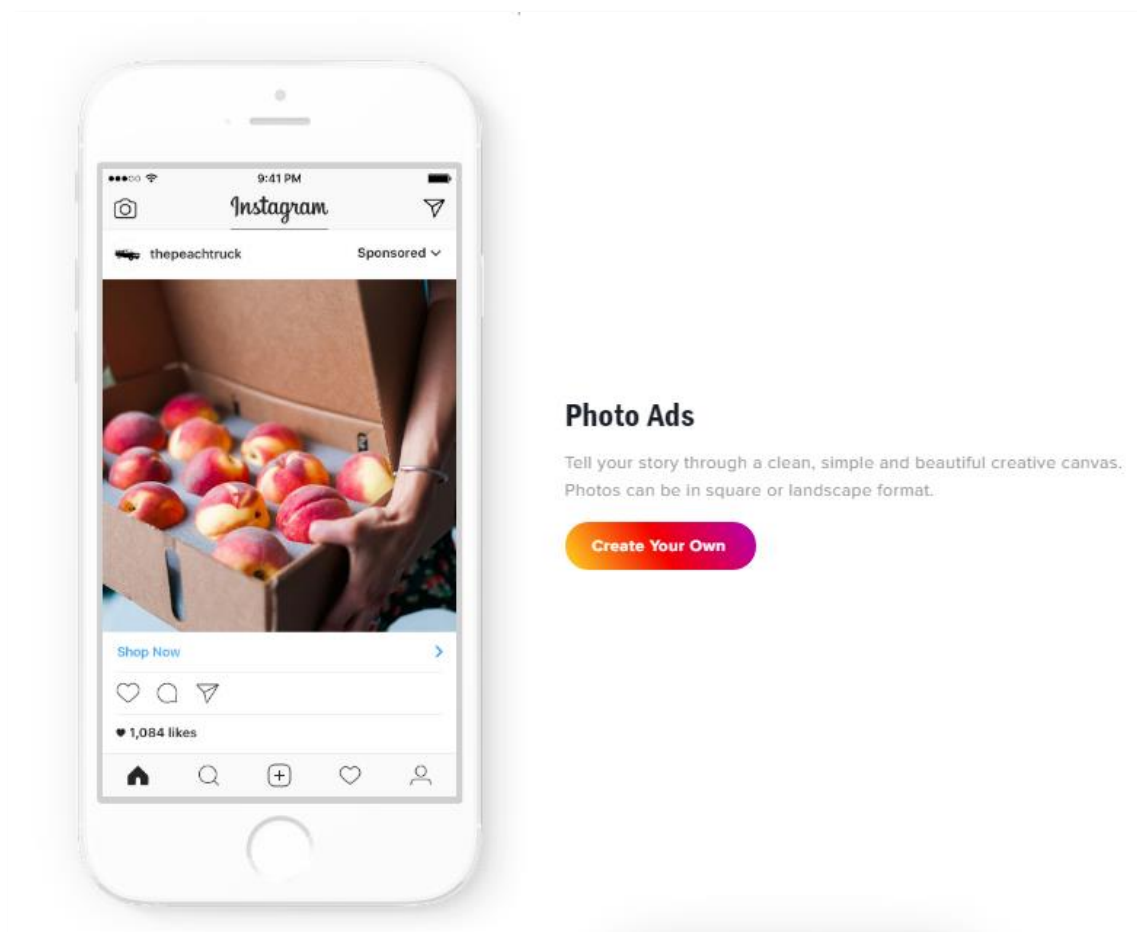 9:41 PM
Instagram
thepeachtruck Sponsored
Shop Now
1,084 likes
Photo Ads
Tell your story through a clean, simple and beautiful creative canvas.
Photos can be in square or landscape format.
Create Your Own